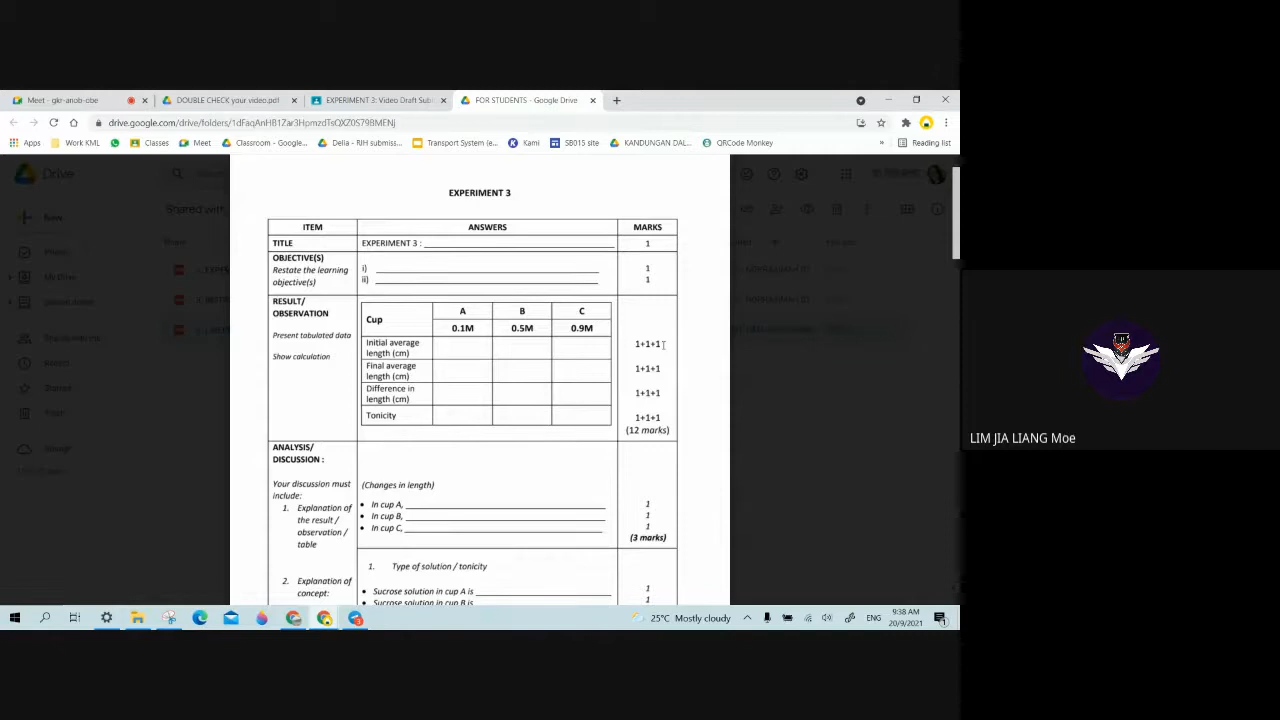 Meet - gkr-anob-obe
DOUBLE CHECK your video.pdf
EXPERIMENT 3: Video Draft Sub
FOR STUDENTS - Google Drive
drive.google.com/drive/folders/1dFaqAnHB1Zar3HpmzdTsQXZ0S798MENj
Apps
Work KML
Classes
Meet
Classroom - Google...
Delia - RIH submiss...
Transport System (e...
Kami
SB015 site
KANDUNGAN DAL...
QRCode Monkey
»
Reading list
Drive
New
My Drive
EXPERIMENT 3
ITEM ANSWERS MARKS
TITLE EXPERIMENT 3 : 1
OBJECTIVE(S)
Restate the learning
objective(s)
i) 1
ii) 1
RESULT/
OBSERVATION
Present tabulated data
Show calculation
Cup A B C
0.1M 0.5M 0.9M
Initial average
length (cm)
1+1+1
Final average
length (cm)
1+1+1
Difference in
length (cm)
1+1+1
Tonicity
1+1+1
(12 marks)
ANALYSIS/
DISCUSSION :
Your discussion must
include:
1. Explanation of
the result /
observation /
table
(Changes in length)
• In cup A, 1
• In cup B, 1
• In cup C, 1
(3 marks)
2. Explanation of
concept:
1. Type of solution / tonicity
• Sucrose solution in cup A is 1
• Sucrose solution in cup B is 1
25°C Mostly cloudy
ENG
9:38 AM
20/9/2021
LIM JIA LIANG Moe